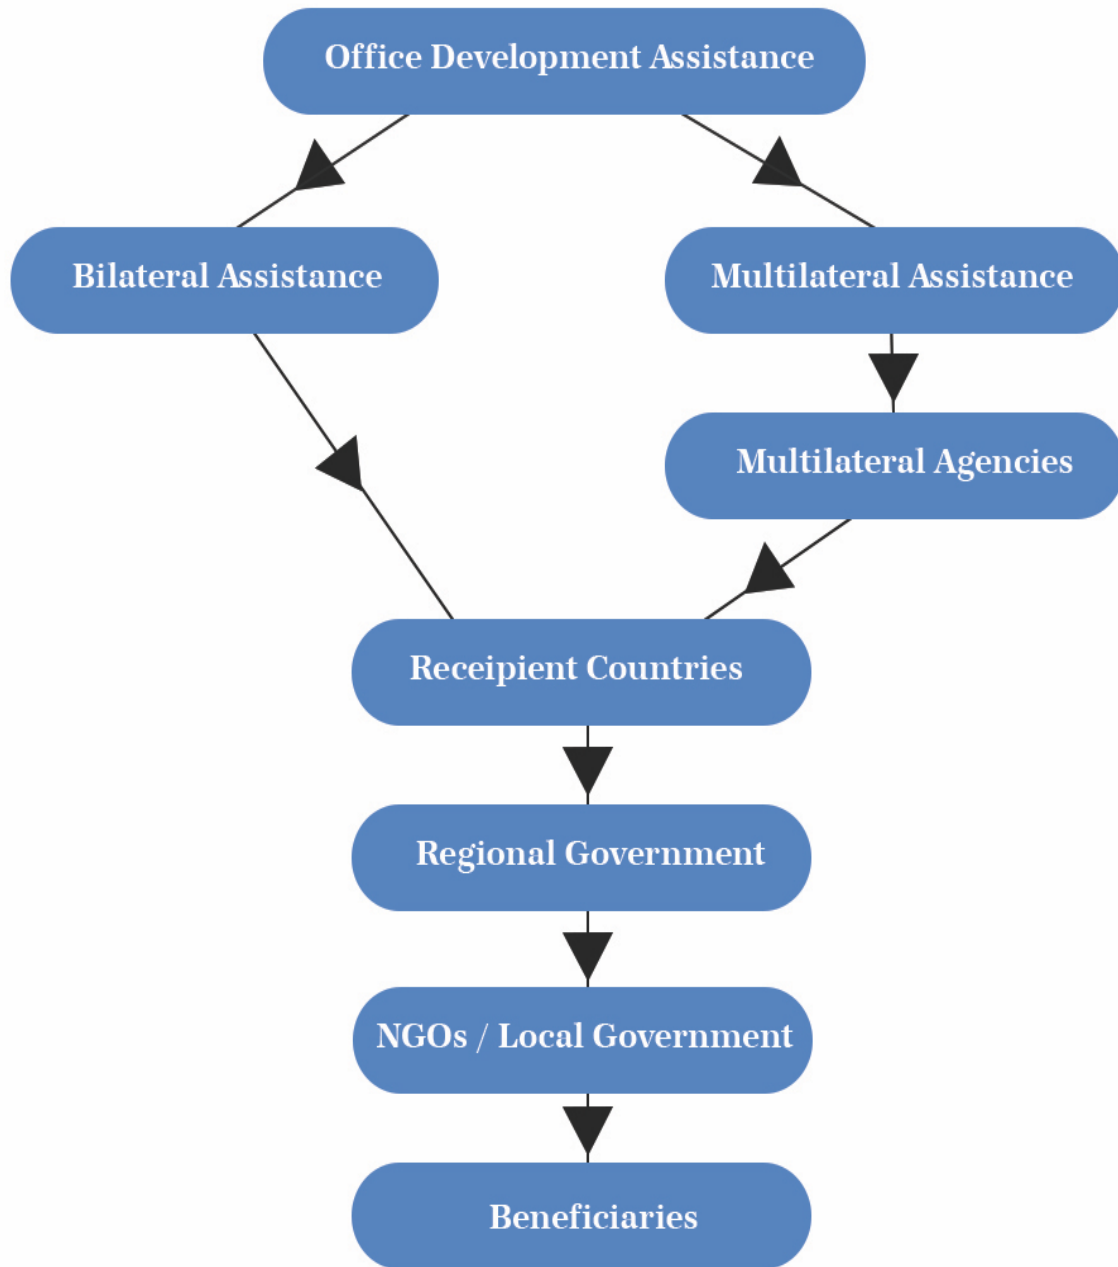 Office Development Assistance
Bilateral Assistance
Multilateral Assistance
Multilateral Agencies
Receipient Countries
Regional Government
NGOs / Local Government
Beneficiaries